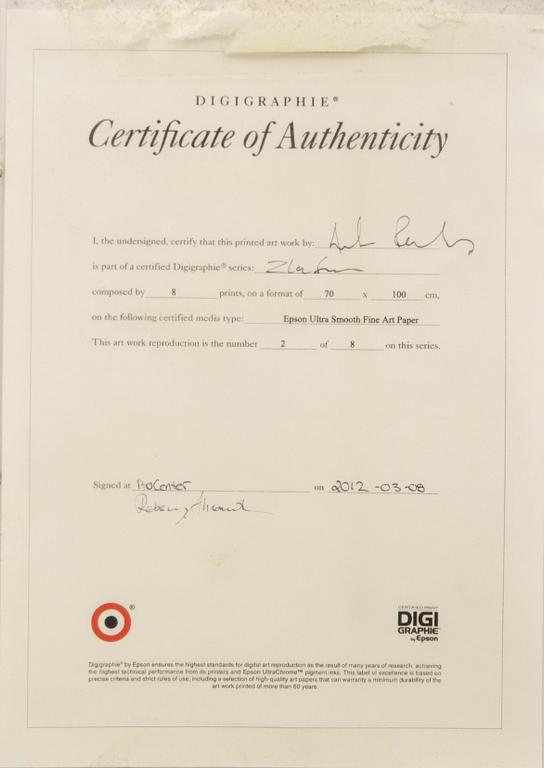 DIGIGRAPHIE®
Certificate of Authenticity
I, the undersigned, certify that this printed art work by:
is part of a certified Digigraphie® series:
composed by 8 prints, on a format of 70 x 100 cm,
on the following certified media type: Epson Ultra Smooth Fine Art Paper
This art work reproduction is the number 2 of 8 on this series.
Signed at ProCenter on 2012-03-08
®
CERTIFIED PRINT
DIGI
GRAPHIE®
by Epson
Digigraphie® by Epson ensures the highest standards for digital art reproduction as the result of many years of research, achieving
the highest technical performance from its printers and Epson UltraChrome™ pigment inks. This label of excellence is based on
precise criteria and strict rules of use, including a selection of high-quality art papers that can warranty a minimum durability of the
art work printed of more than 60 years.